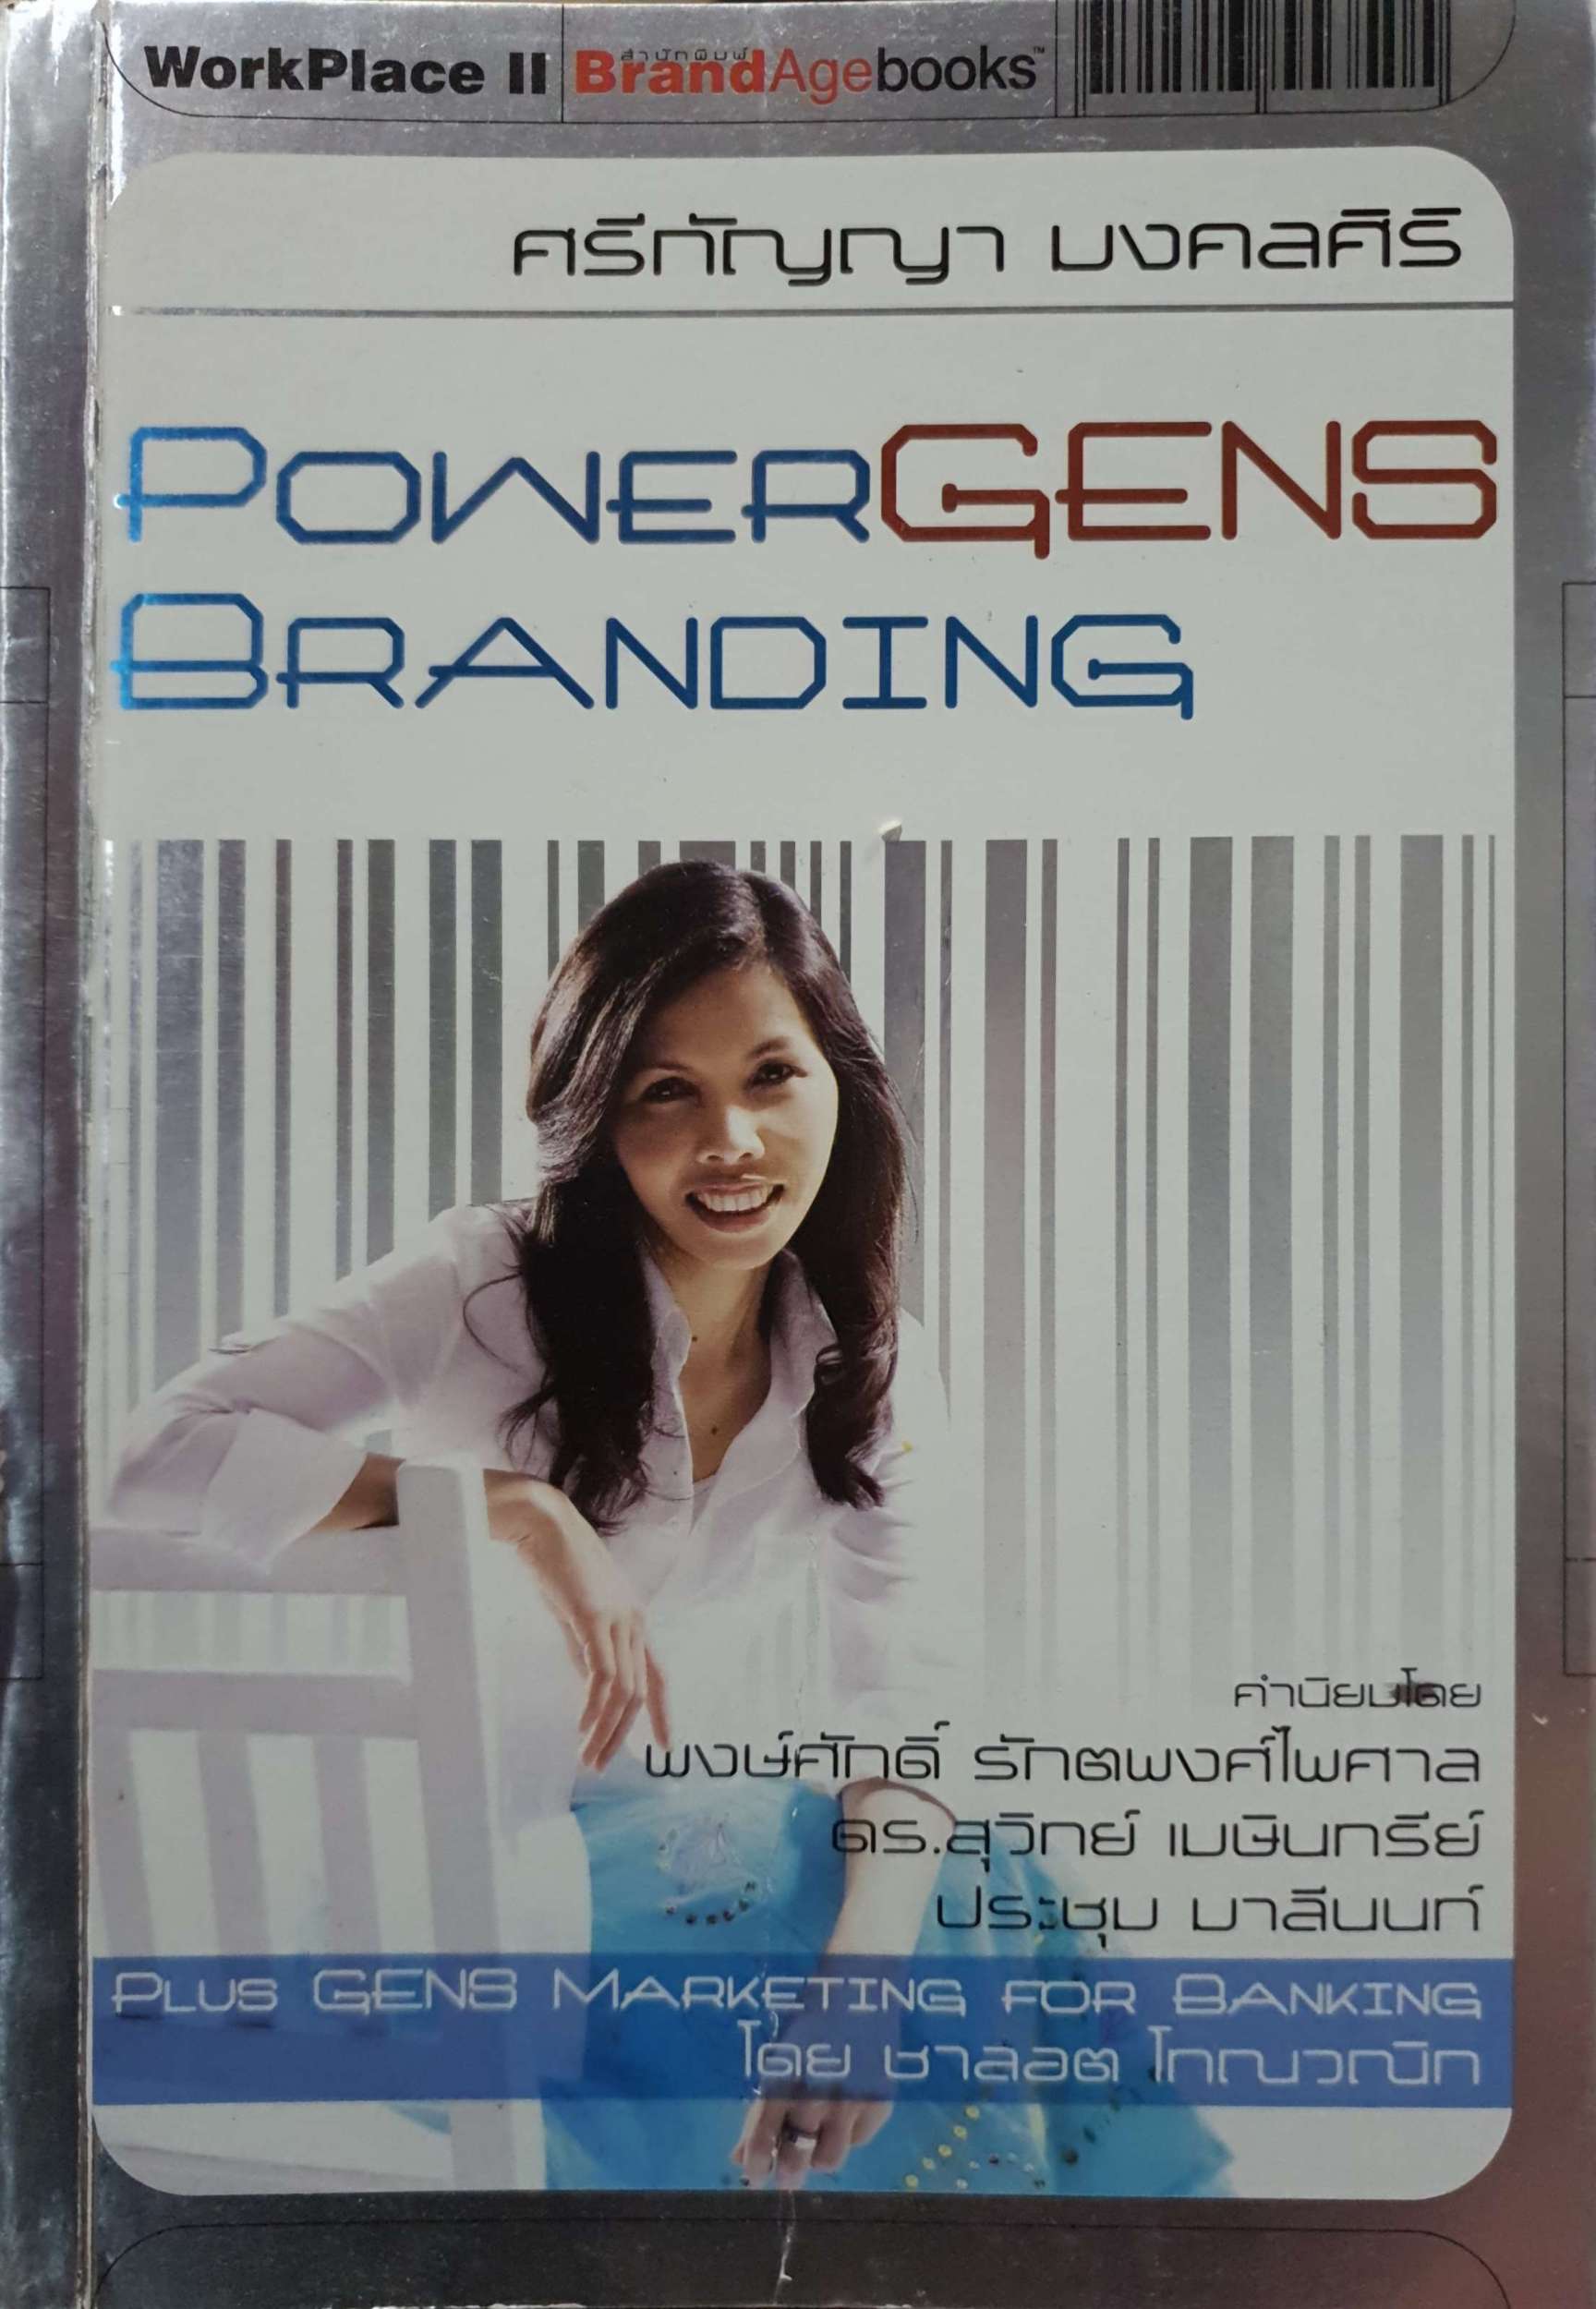 WorkPlace II สำนักพิมพ์ BrandAgebooks™
ศรีกัญญา มงคลศิริ
POWERGENS
BRANDING
คำนิยมโดย
พงษ์ศักดิ์ รักตพงศ์ไพศาล
ดร.สุวิทย์ เมษินทรีย์
ประชุม มาลีนนท์
PLUS GENS MARKETING FOR BANKING
โดย ชาลอต โทณวณิก